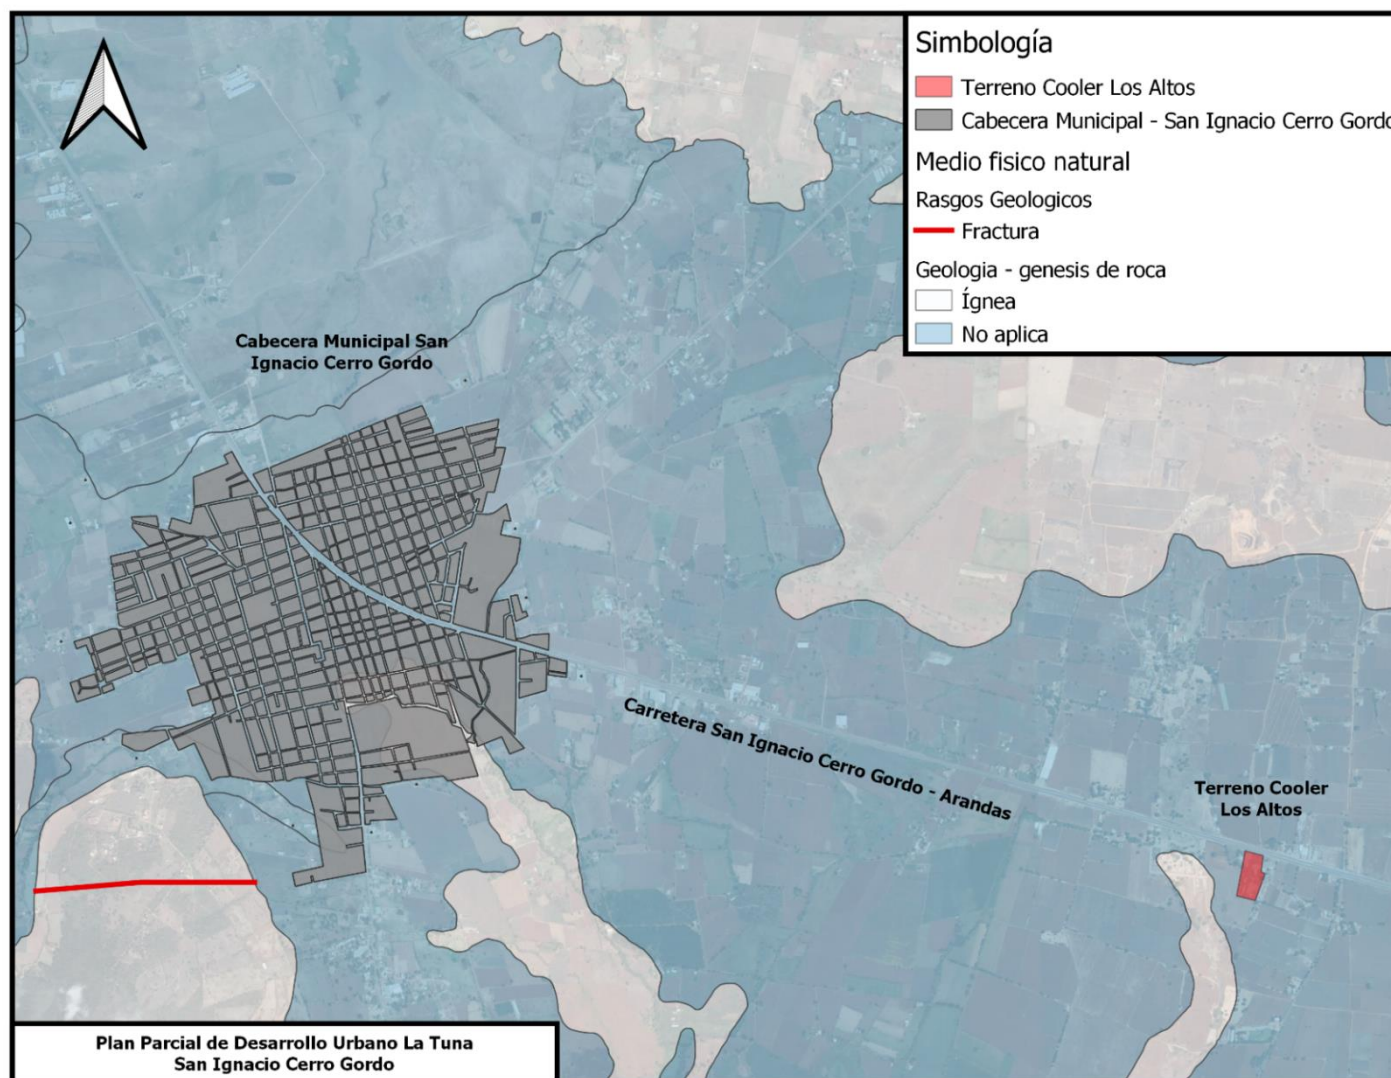 Simbología
Terreno Cooler Los Altos
Cabecera Municipal - San Ignacio Cerro Gordo
Medio fisico natural
Rasgos Geologicos
Fractura
Geologia - genesis de roca
Ígnea
No aplica
Cabecera Municipal San
Ignacio Cerro Gordo
Carretera San Ignacio Cerro Gordo - Arandas
Terreno Cooler
Los Altos
Plan Parcial de Desarrollo Urbano La Tuna
San Ignacio Cerro Gordo